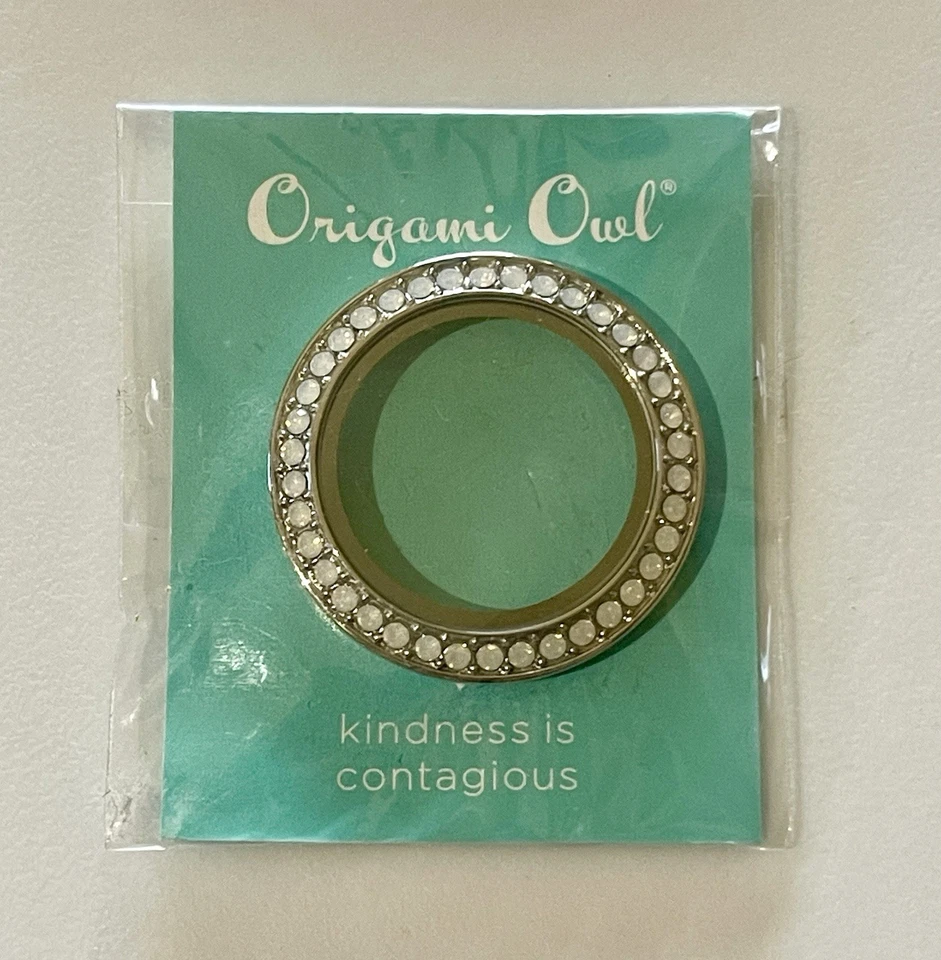 Origami Owl®
kindness is
contagious